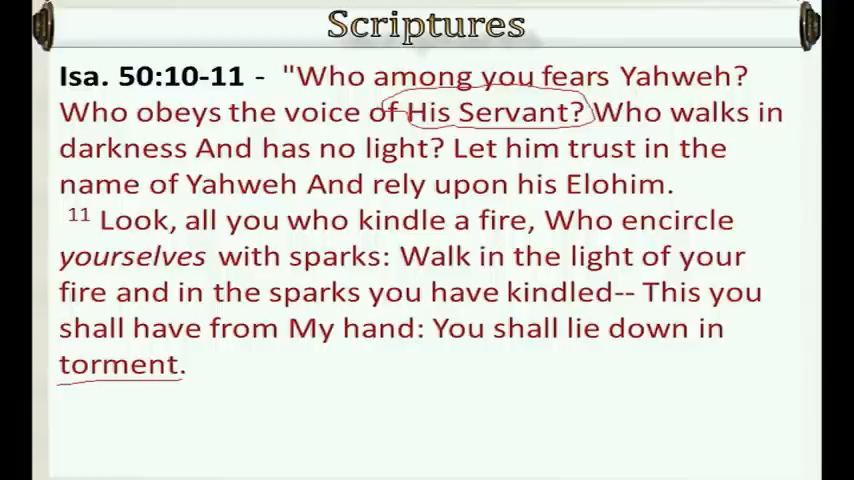 Scriptures
Isa. 50:10-11 - "Who among you fears Yahweh?
Who obeys the voice of His Servant? Who walks in
darkness And has no light? Let him trust in the
name of Yahweh And rely upon his Elohim.
11 Look, all you who kindle a fire, Who encircle
yourselves with sparks: Walk in the light of your
fire and in the sparks you have kindled-- This you
shall have from My hand: You shall lie down in
torment.